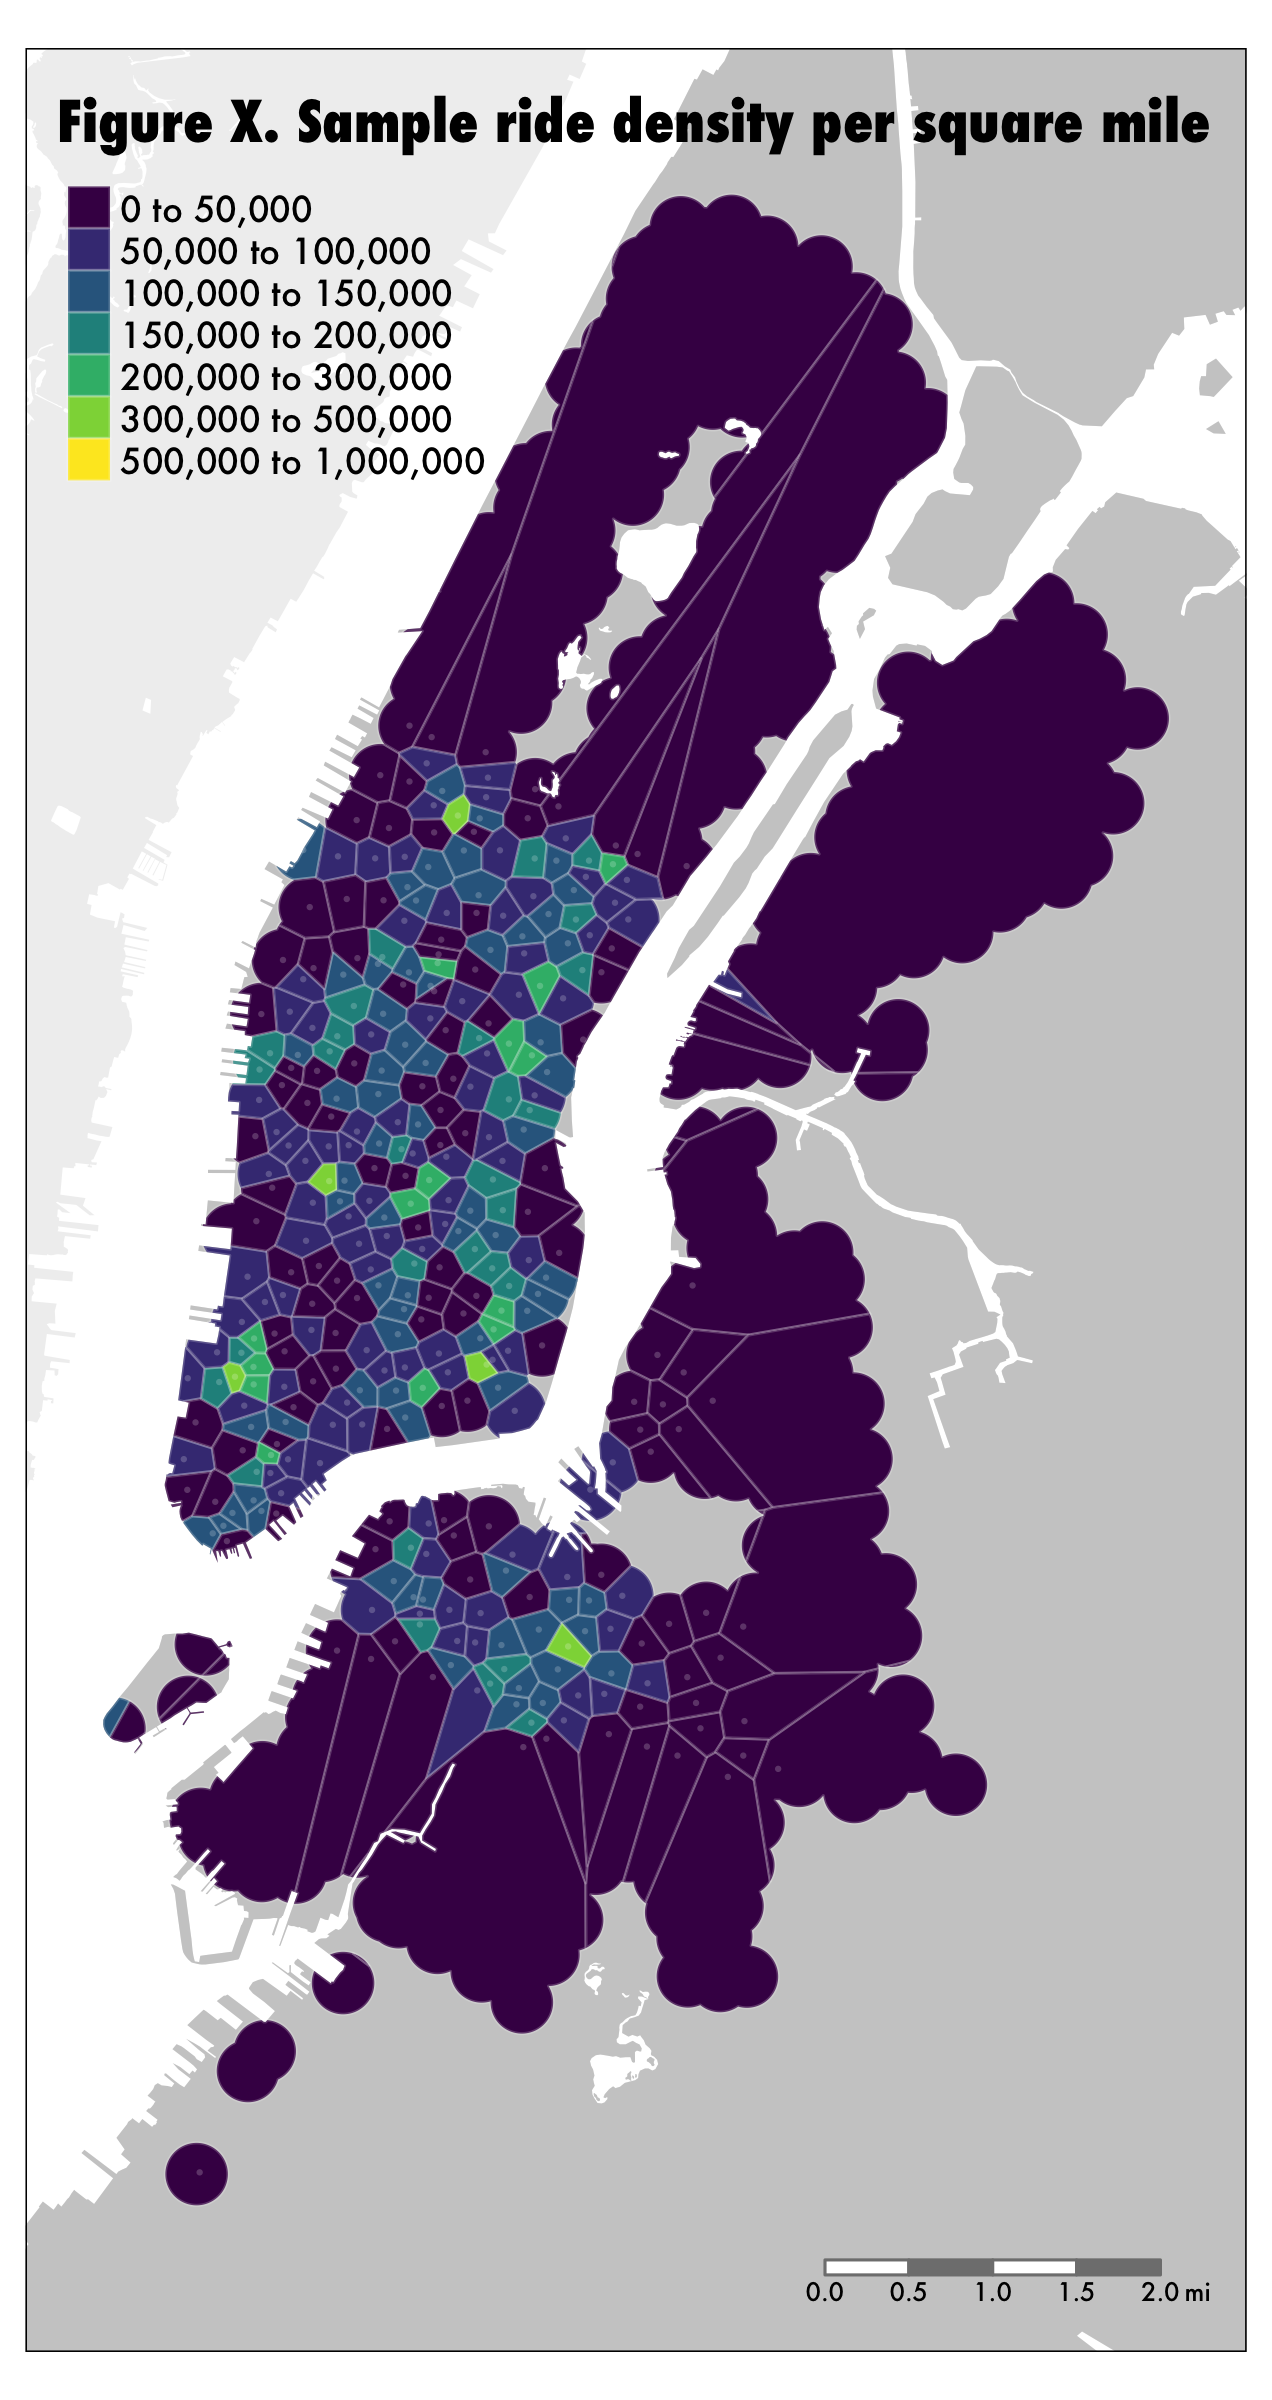 Figure X. Sample ride density per square mile
0 to 50,000
50,000 to 100,000
100,000 to 150,000
150,000 to 200,000
200,000 to 300,000
300,000 to 500,000
500,000 to 1,000,000
0.0 0.5 1.0 1.5 2.0 mi